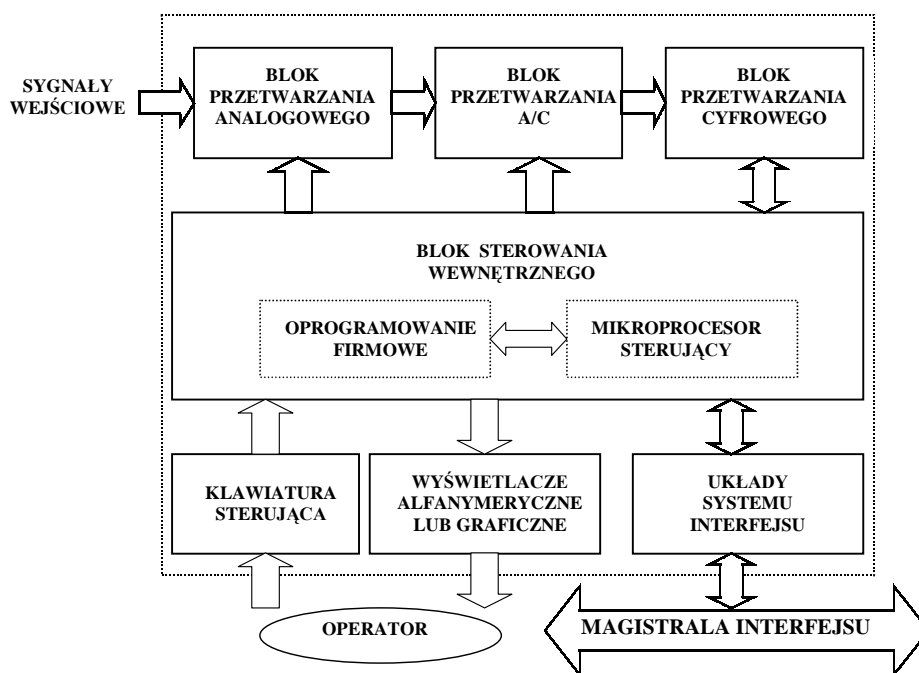 SYGNAŁY
WEJŚCIOWE
BLOK
PRZETWARZANIA
ANALOGOWEGO
BLOK
PRZETWARZANIA
A/C
BLOK
PRZETWARZANIA
CYFROWEGO
BLOK STEROWANIA
WEWNĘTRZNEGO
OPROGRAMOWANIE
FIRMOWE
MIKROPROCESOR
STERUJĄCY
KLAWIATURA
STERUJĄCA
WYŚWIETLACZE
ALFANYMERYCZNE
LUB GRAFICZNE
UKŁADY
SYSTEMU
INTERFEJSU
OPERATOR
MAGISTRALA INTERFEJSU